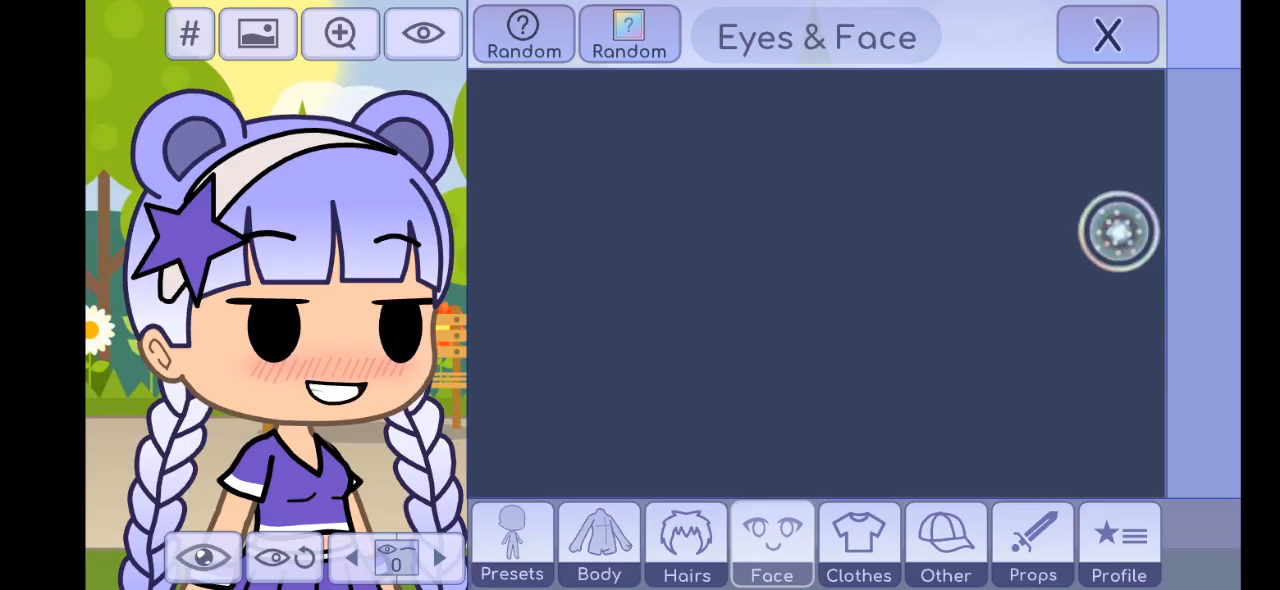 #
?
Random
?
Random
Eyes & Face
X
0
Presets
Body
Hairs
Face
Clothes
Other
Props
Profile